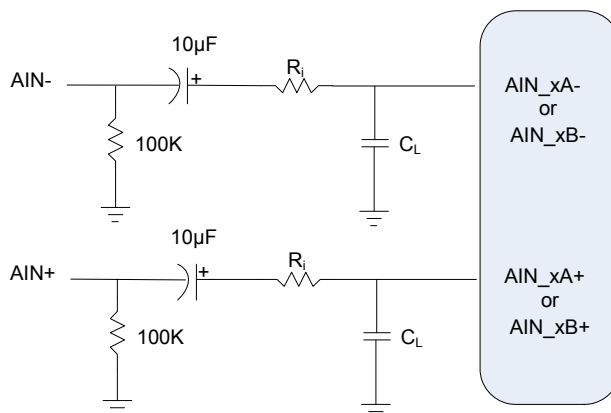 10µF
AIN-
+
Ri
AIN_xA-
or
AIN_xB-
100K
CL
10µF
AIN+
+
Ri
AIN_xA+
or
AIN_xB+
100K
CL